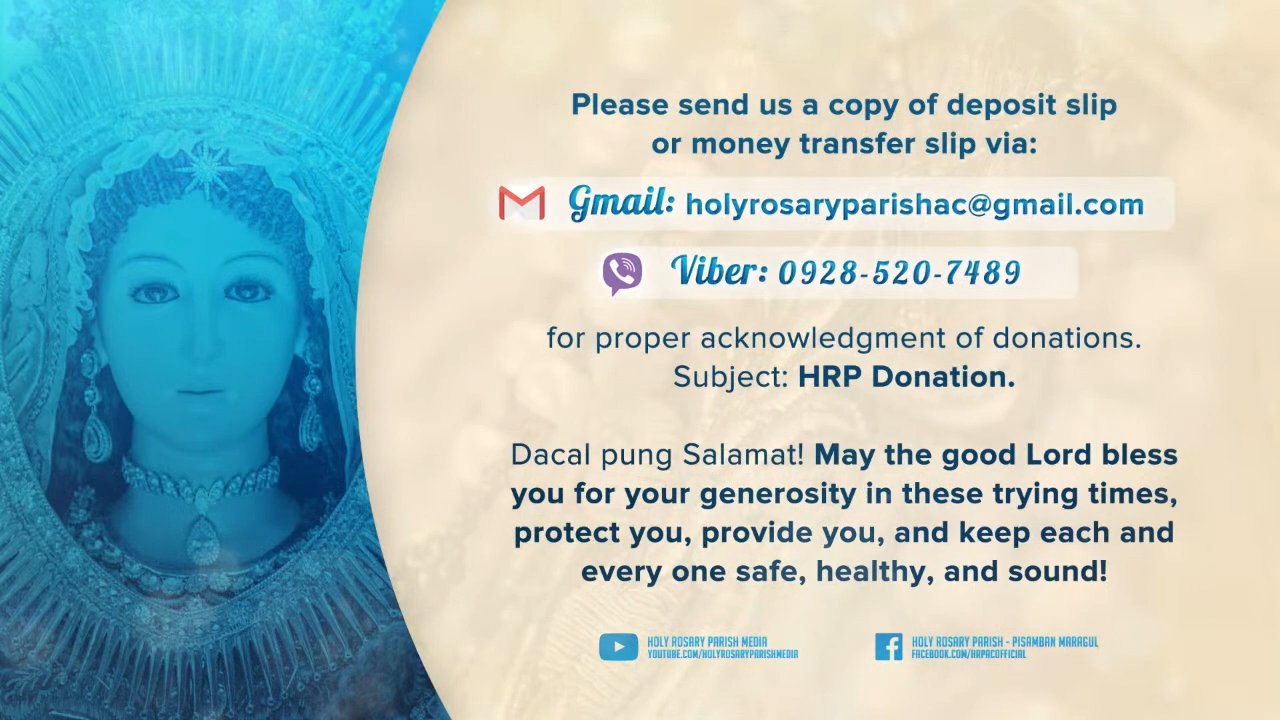 Please send us a copy of deposit slip
or money transfer slip via:
Gmail: holyrosaryparishac@gmail.com
Viber: 0928-520-7489
for proper acknowledgment of donations.
Subject: HRP Donation.
Dacal pung Salamat! May the good Lord bless
you for your generosity in these trying times,
protect you, provide you, and keep each and
every one safe, healthy, and sound!
HOLY ROSARY PARISH MEDIA
YOUTUBE.COM/HOLYROSARYPARISHMEDIA
HOLY ROSARY PARISH - PISAMBAN MARAGUL
FACEBOOK.COM/HRPACOFFICIAL